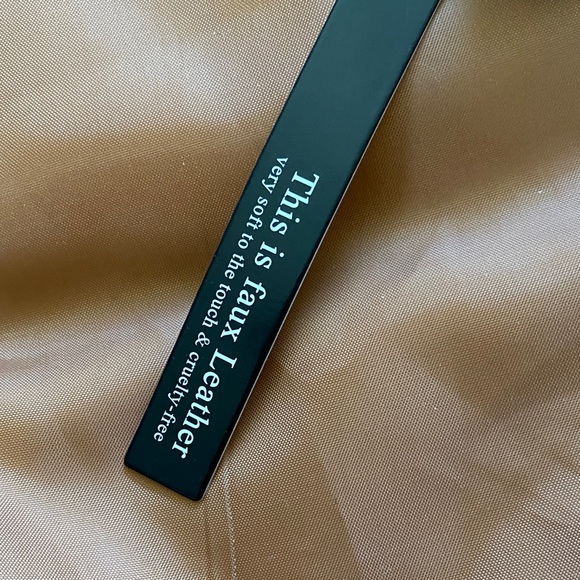 This is faux Leather
very soft to the touch & cruelty-free